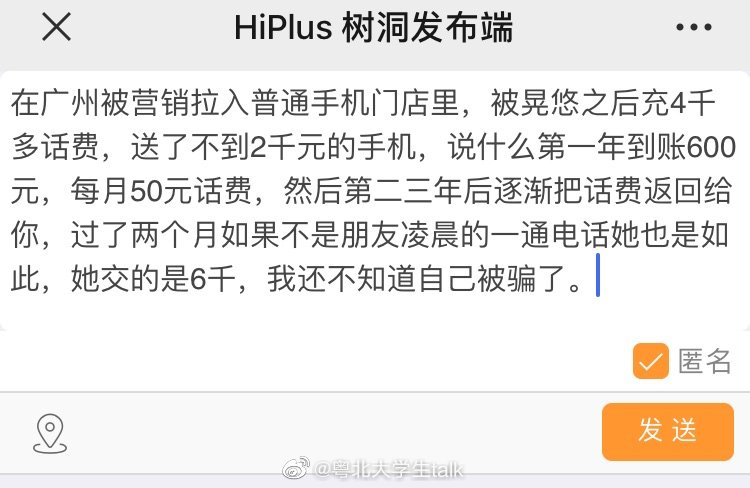 HiPlus 树洞发布端
在广州被营销拉入普通手机门店里，被晃悠之后充4千
多话费，送了不到2千元的手机，说什么第一年到账600
元，每月50元话费，然后第二三年后逐渐把话费返回给
你，过了两个月如果不是朋友凌晨的一通电话她也是如
此，她交的是6千，我还不知道自己被骗了。
匿名
发送
@粤北大学生talk